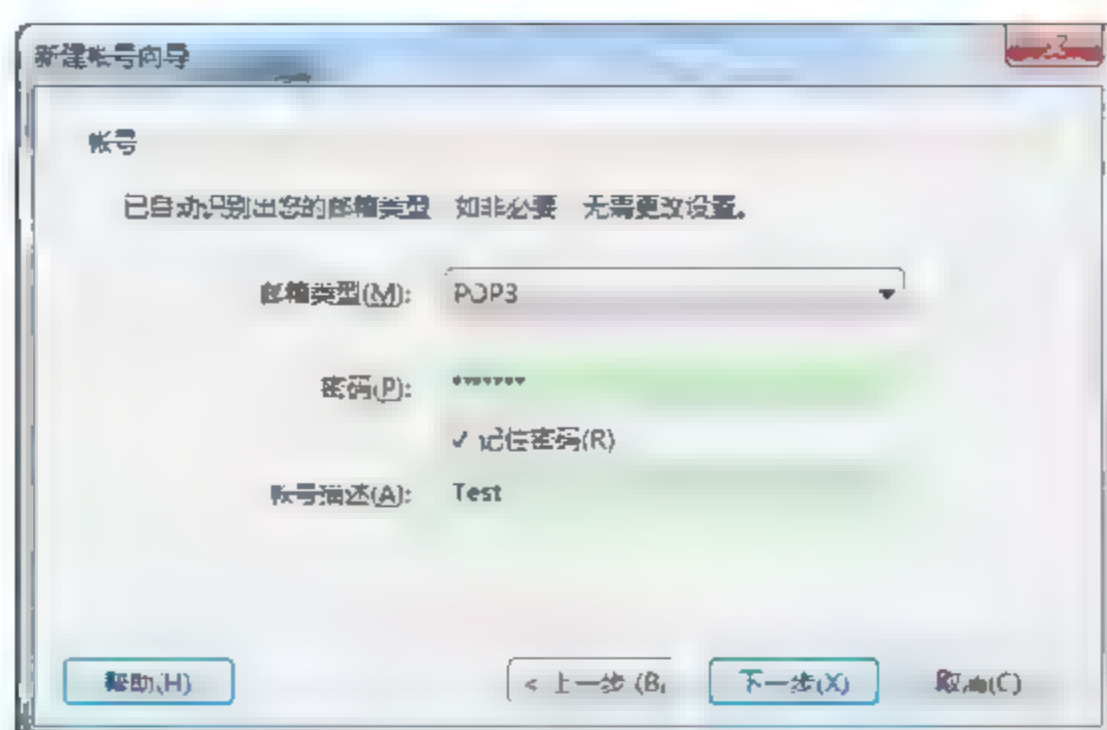 新建帐号向导
帐号
已自动识别出您的邮箱类型 如非必要 无需更改设置。
邮箱类型(M): POP3
密码(P): *******
✓ 记住密码(R)
帐号描述(A): Test
帮助(H) < 上一步 (B) 下一步(X) 取消(C)